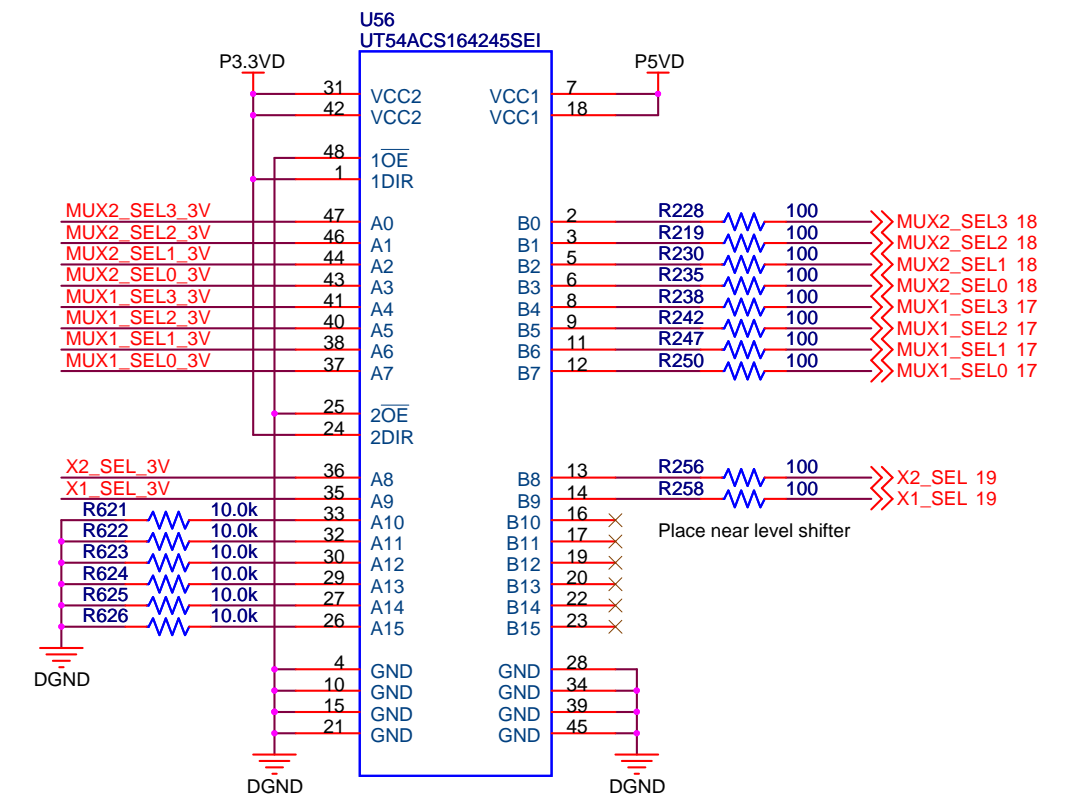 U56
UT54ACS164245SEI
P3.3VD
P5VD
31 VCC2 VCC1 7
42 VCC2 VCC1 18
48 1OE
1 1DIR
MUX2_SEL3_3V 47 A0 B0 2 R228 100 MUX2_SEL3 18
MUX2_SEL2_3V 46 A1 B1 3 R219 100 MUX2_SEL2 18
MUX2_SEL1_3V 44 A2 B2 5 R230 100 MUX2_SEL1 18
MUX2_SEL0_3V 43 A3 B3 6 R235 100 MUX2_SEL0 18
MUX1_SEL3_3V 41 A4 B4 8 R238 100 MUX1_SEL3 17
MUX1_SEL2_3V 40 A5 B5 9 R242 100 MUX1_SEL2 17
MUX1_SEL1_3V 38 A6 B6 11 R247 100 MUX1_SEL1 17
MUX1_SEL0_3V 37 A7 B7 12 R250 100 MUX1_SEL0 17
25 2OE
24 2DIR
X2_SEL_3V 36 A8 B8 13 R256 100 X2_SEL 19
X1_SEL_3V 35 A9 B9 14 R258 100 X1_SEL 19
R621 10.0k 33 A10 B10 16
R622 10.0k 32 A11 B11 17
Place near level shifter
R623 10.0k 30 A12 B12 19
R624 10.0k 29 A13 B13 20
R625 10.0k 27 A14 B14 22
R626 10.0k 26 A15 B15 23
DGND
4 GND GND 28
10 GND GND 34
15 GND GND 39
21 GND GND 45
DGND
DGND